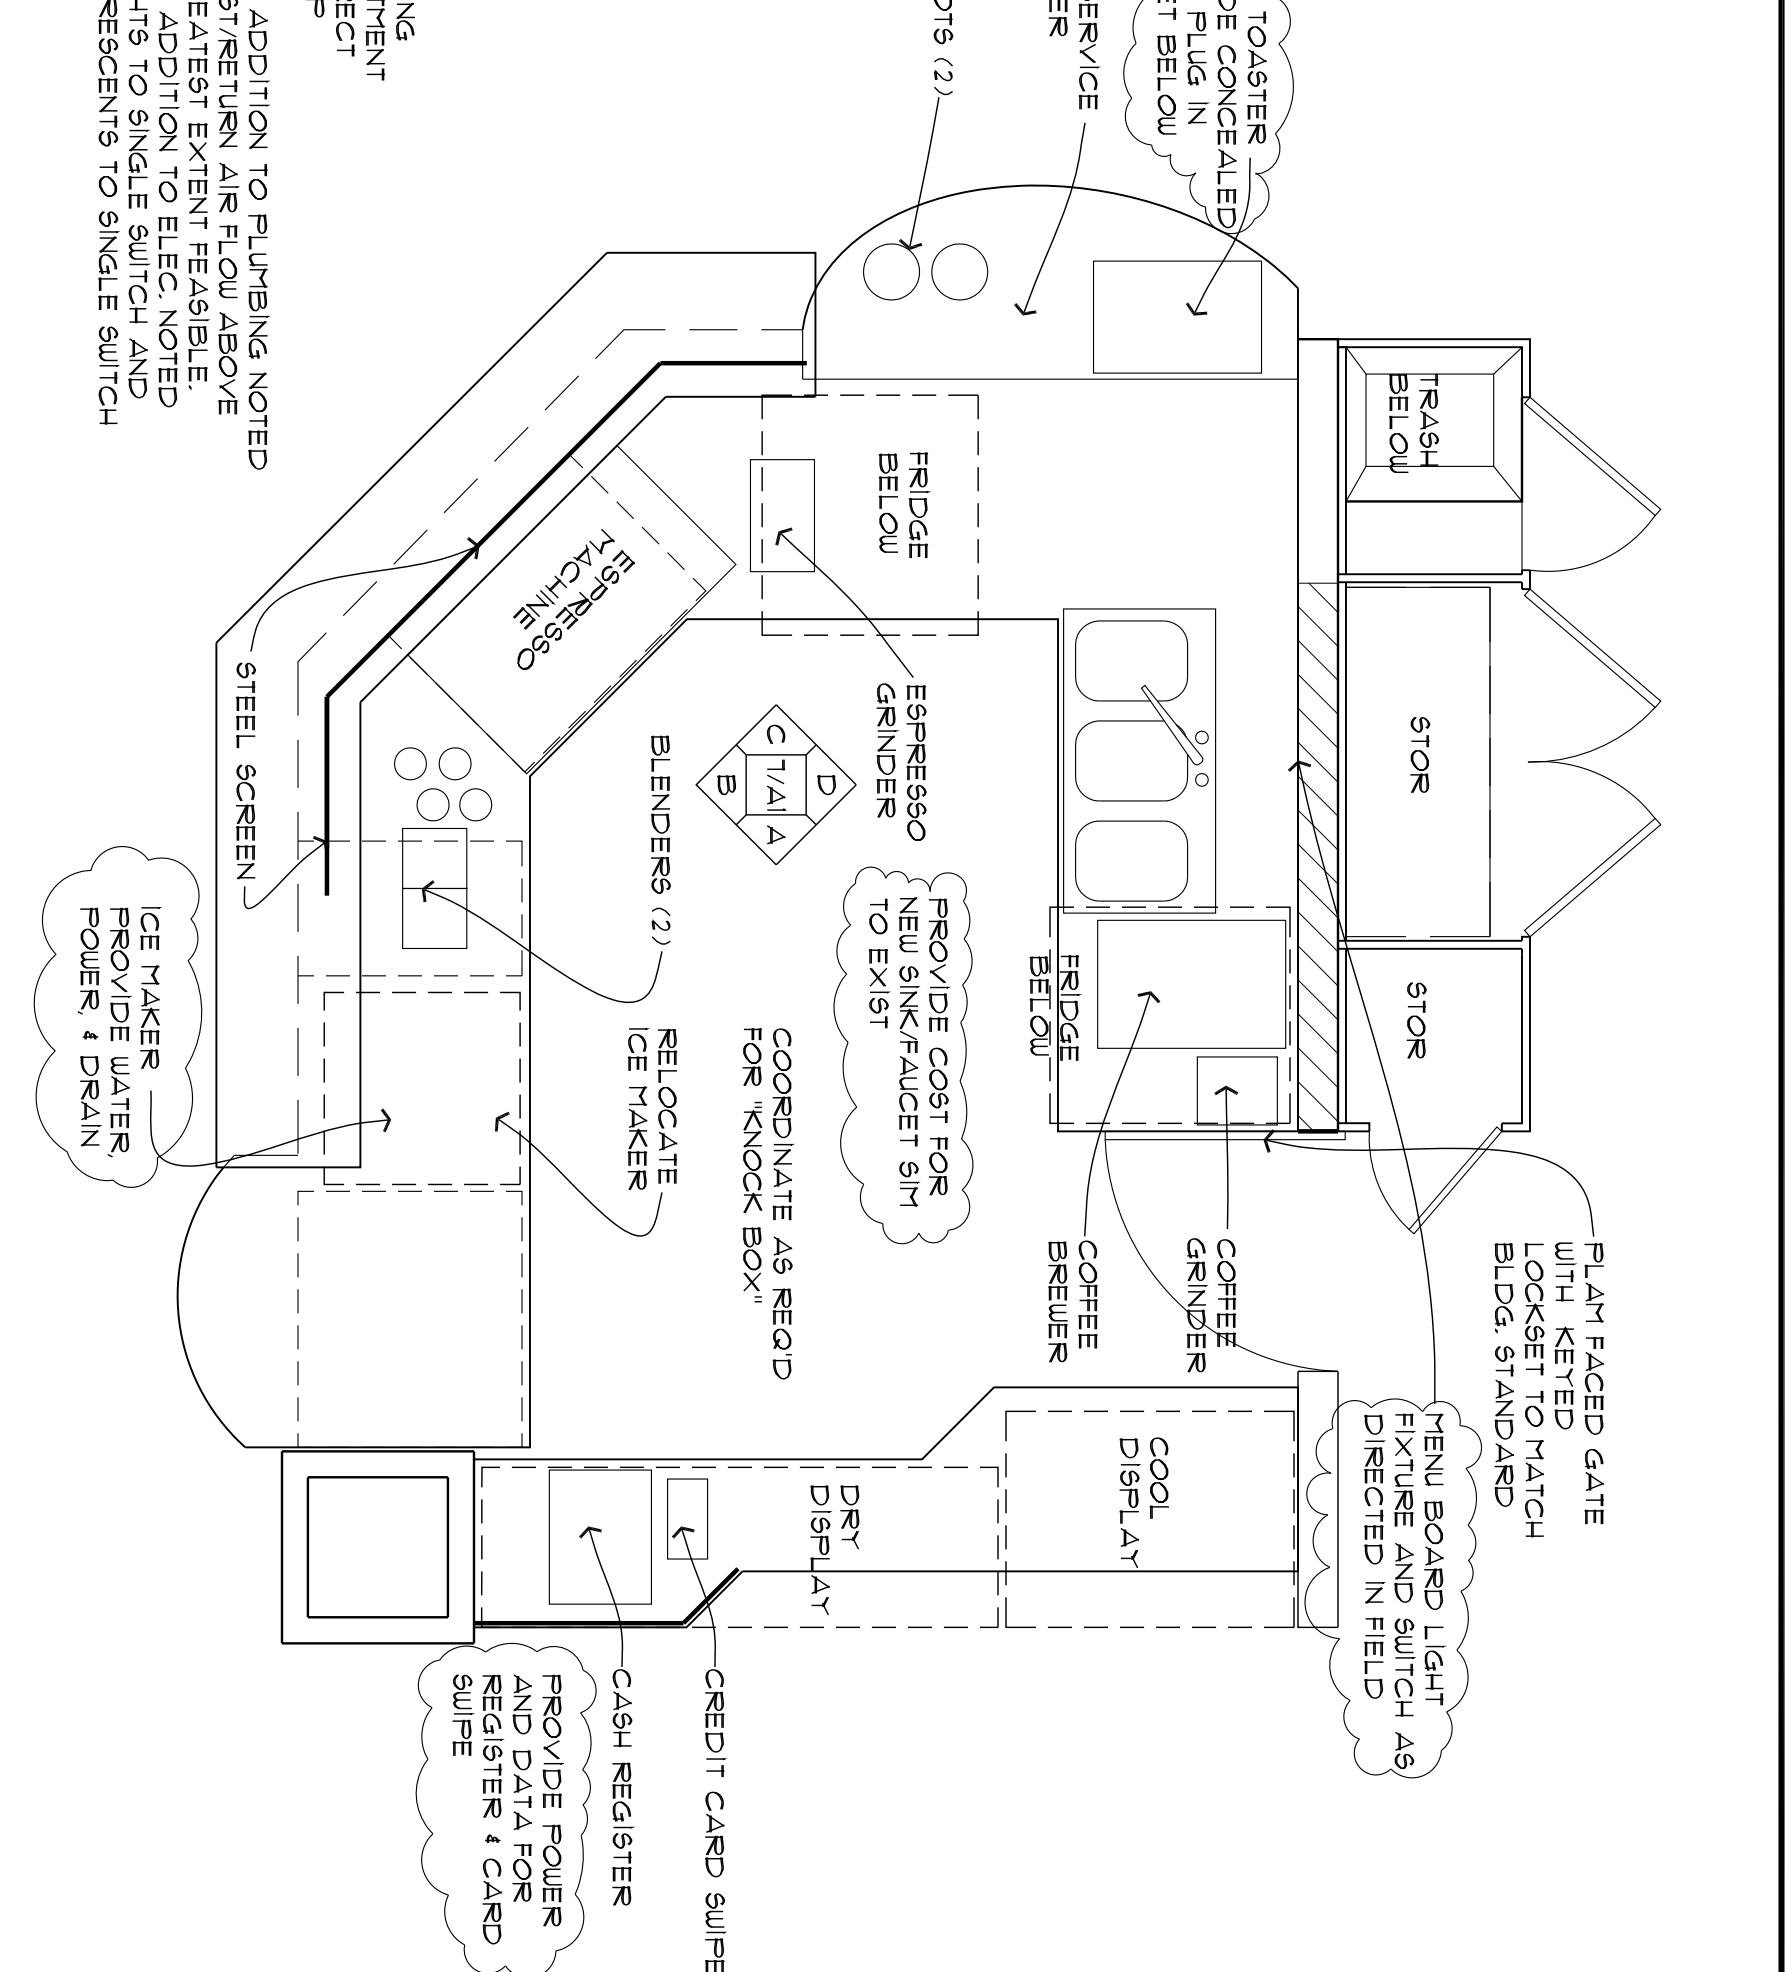 TOASTER
DE CONCEALED
PLUG IN
ET BELOW
SERVICE
ER
OTS (2)
NG
TMENT
ECT
P
ADDITION TO PLUMBING NOTED
ST/RETURN AIR FLOW ABOVE
EATEST EXTENT FEASIBLE.
ADDITION TO ELEC. NOTED
HTS TO SINGLE SWITCH AND
RESCENTS TO SINGLE SWITCH
TRASH
BELOW
STOR
STOR
FRIDGE
BELOW
ESPRESSO
MACHINE
ESPRESSO
GRINDER
STEEL SCREEN
BLENDERS (2)
C
D
7/A1
B
A
PROVIDE COST FOR
NEW SINK/FAUCET SIM
TO EXIST
FRIDGE
BELOW
ICE MAKER
PROVIDE WATER,
POWER, & DRAIN
RELOCATE
ICE MAKER
COORDINATE AS REQ'D
FOR "KNOCK BOX"
COFFEE
BREWER
COFFEE
GRINDER
PLAM FACED GATE
WITH KEYED
LOCKSET TO MATCH
BLDG. STANDARD
MENU BOARD LIGHT
FIXTURE AND SWITCH AS
DIRECTED IN FIELD
COOL
DISPLAY
DRY
DISPLAY
CREDIT CARD SWIPE
CASH REGISTER
PROVIDE POWER
AND DATA FOR
REGISTER & CARD
SWIPE